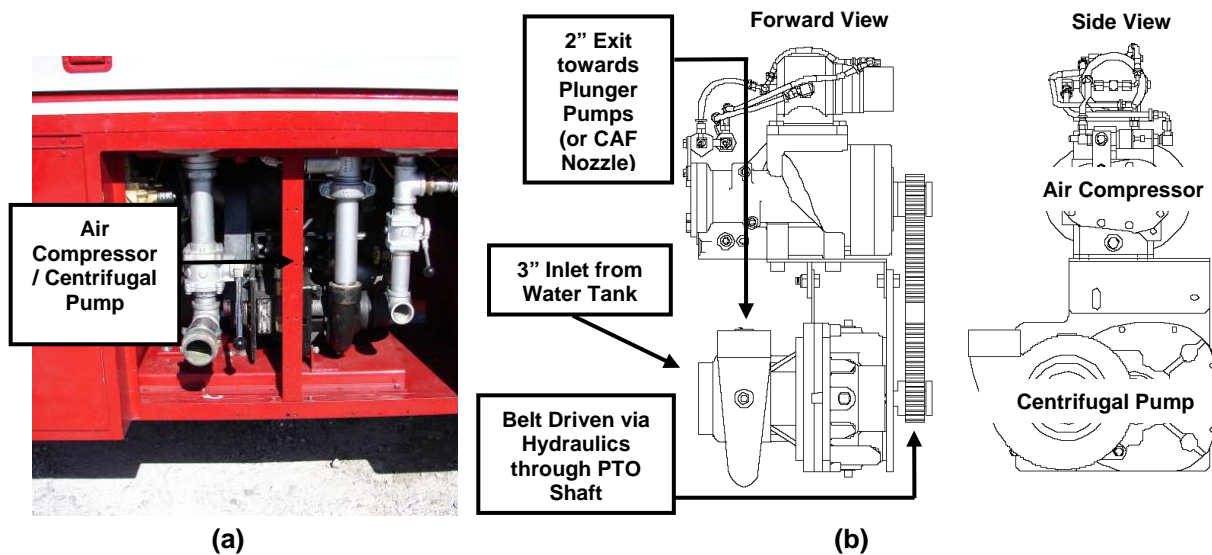 Air
Compressor
/ Centrifugal
Pump
(a)
Forward View
Side View
2” Exit
towards
Plunger
Pumps
(or CAF
Nozzle)
3” Inlet from
Water Tank
Belt Driven via
Hydraulics
through PTO
Shaft
Air Compressor
Centrifugal Pump
(b)